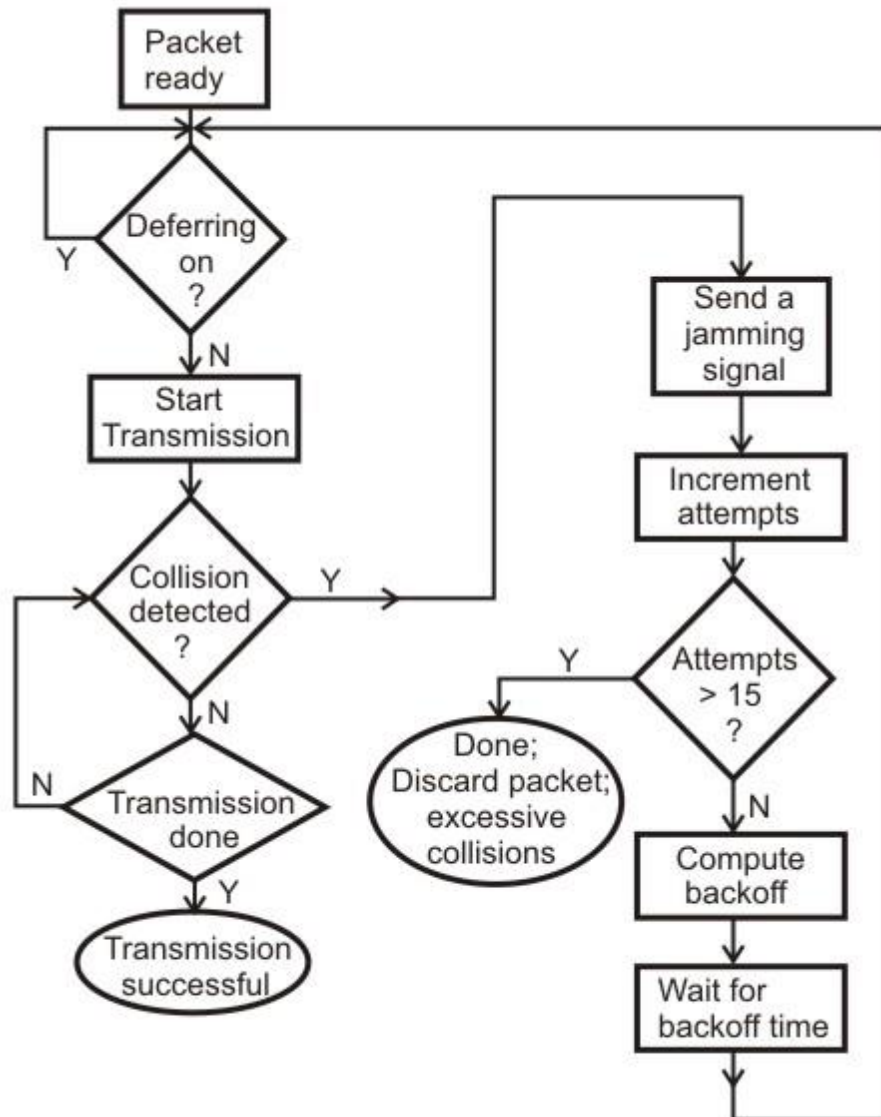 Packet
ready
Deferring
on
?
Y
N
Start
Transmission
Collision
detected
?
Y
N
Transmission
done
N
Y
Transmission
successful
Send a
jamming
signal
Increment
attempts
Attempts
> 15
?
Y
Done;
Discard packet;
excessive
collisions
N
Compute
backoff
Wait for
backoff time